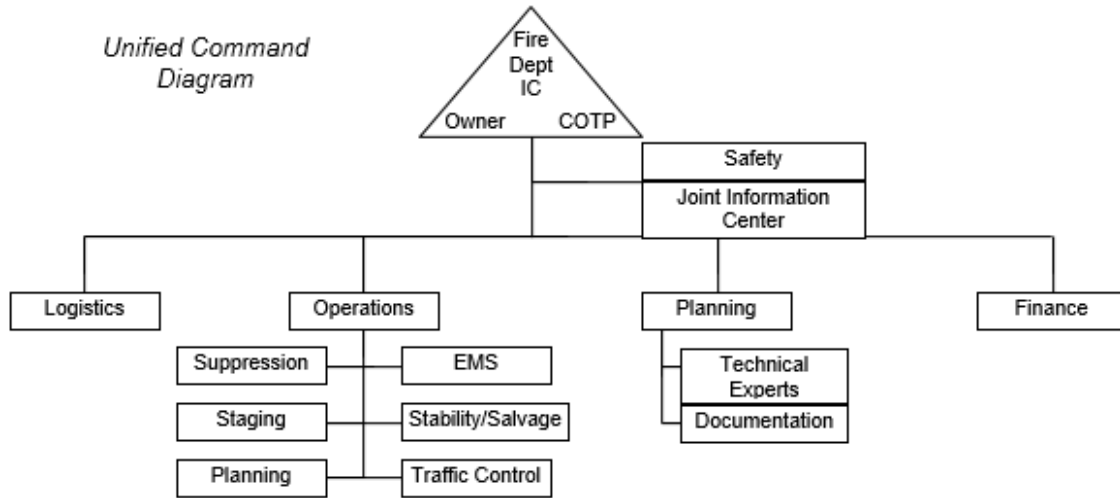 Unified Command
Diagram
Fire
Dept
IC
Owner COTP
Safety
Joint Information
Center
Logistics Operations Planning Finance
Suppression EMS Technical
Experts
Staging Stability/Salvage Documentation
Planning Traffic Control